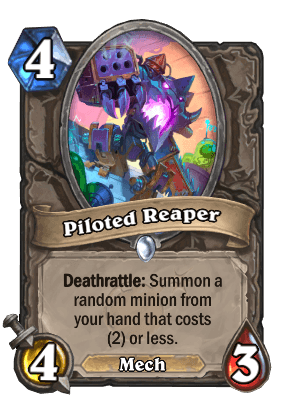 4
Piloted Reaper
Deathrattle: Summon a
random minion from
your hand that costs
(2) or less.
4
Mech
3